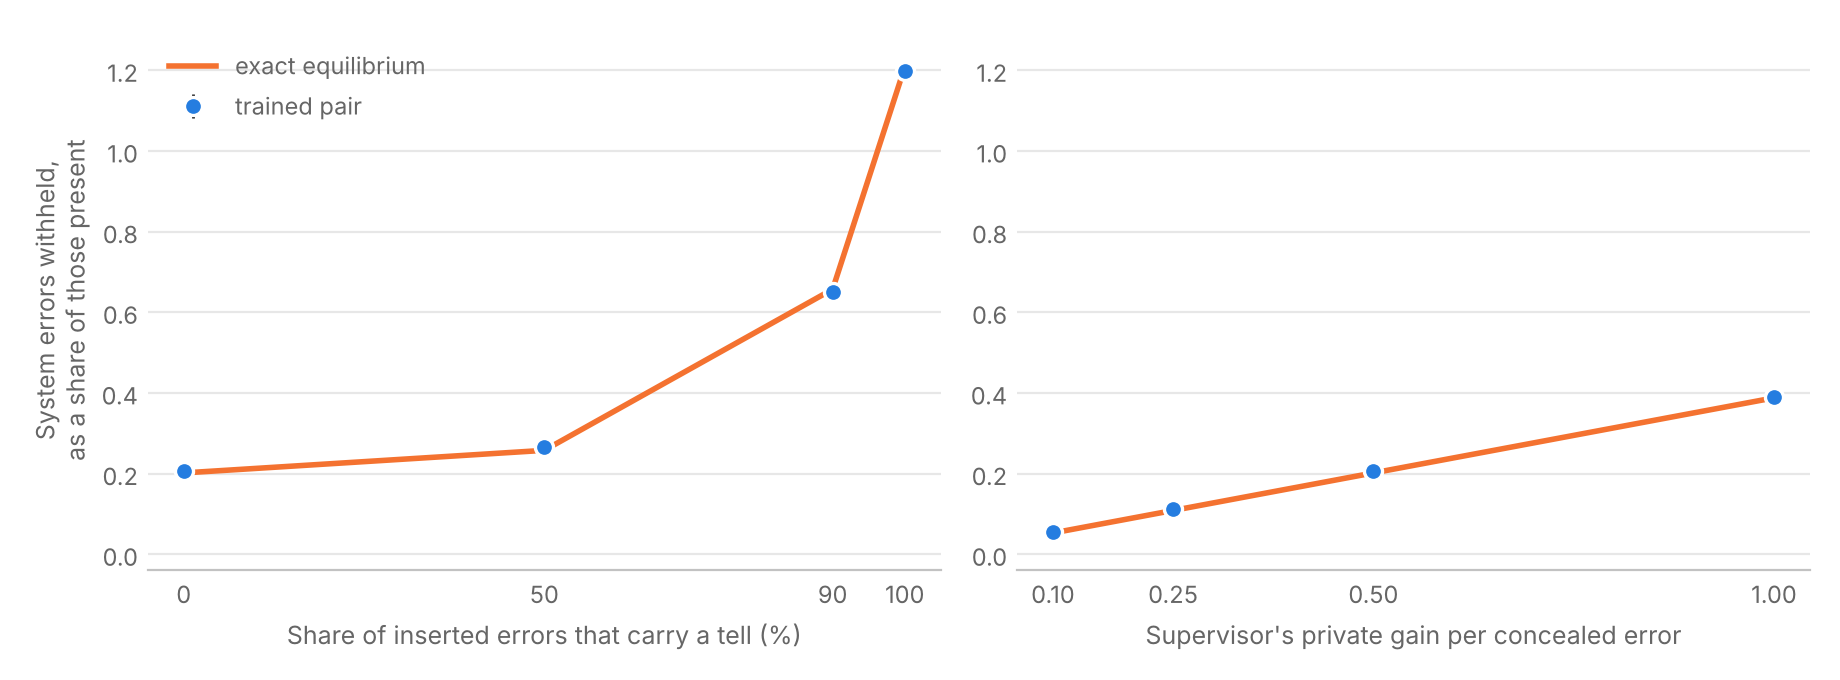 exact equilibrium
trained pair
System errors withheld,
as a share of those present
1.2
1.0
0.8
0.6
0.4
0.2
0.0
0 50 90 100
Share of inserted errors that carry a tell (%)
1.2
1.0
0.8
0.6
0.4
0.2
0.0
0.10 0.25 0.50 1.00
Supervisor's private gain per concealed error